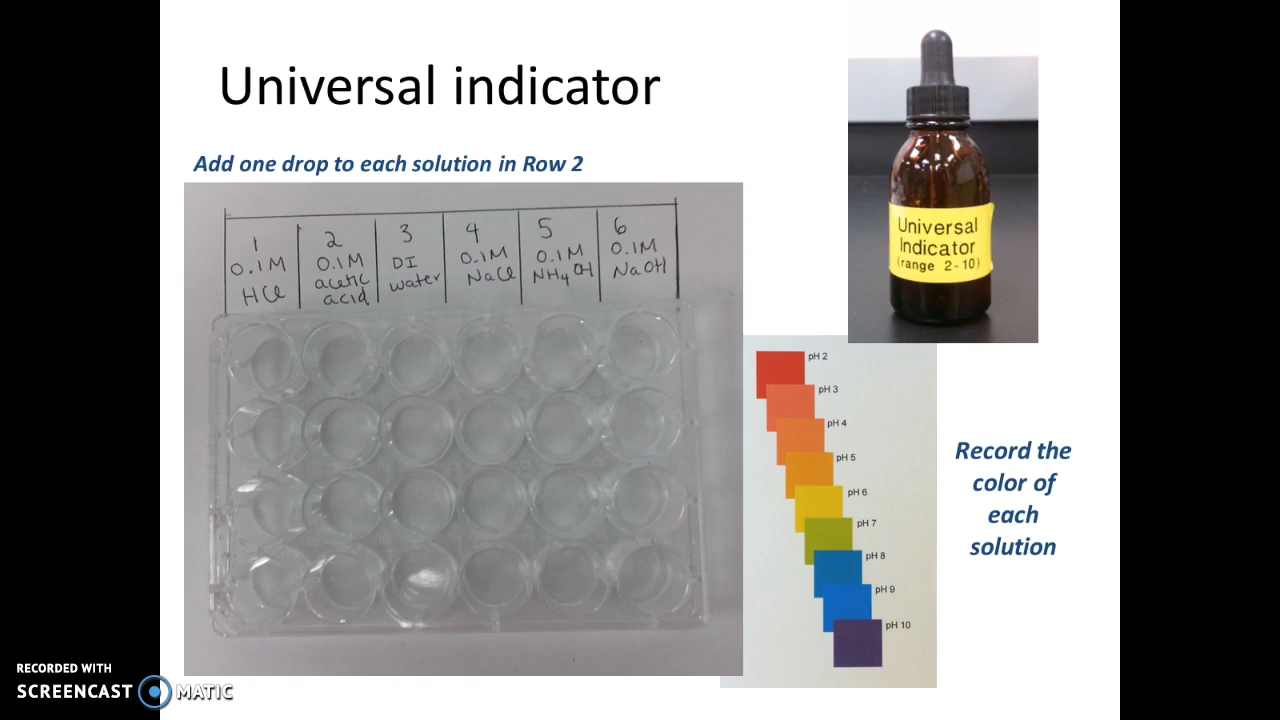 Universal indicator
Add one drop to each solution in Row 2
1
0.1M
HCl
2
0.1M
acetic
acid
3
DI
water
4
0.1M
NaCl
5
0.1M
NH4OH
6
0.1M
NaOH
Universal
Indicator
(range 2-10)
pH 2
pH 3
pH 4
pH 5
pH 6
pH 7
pH 8
pH 9
pH 10
Record the
color of
each
solution
RECORDED WITH
SCREENCAST MATIC